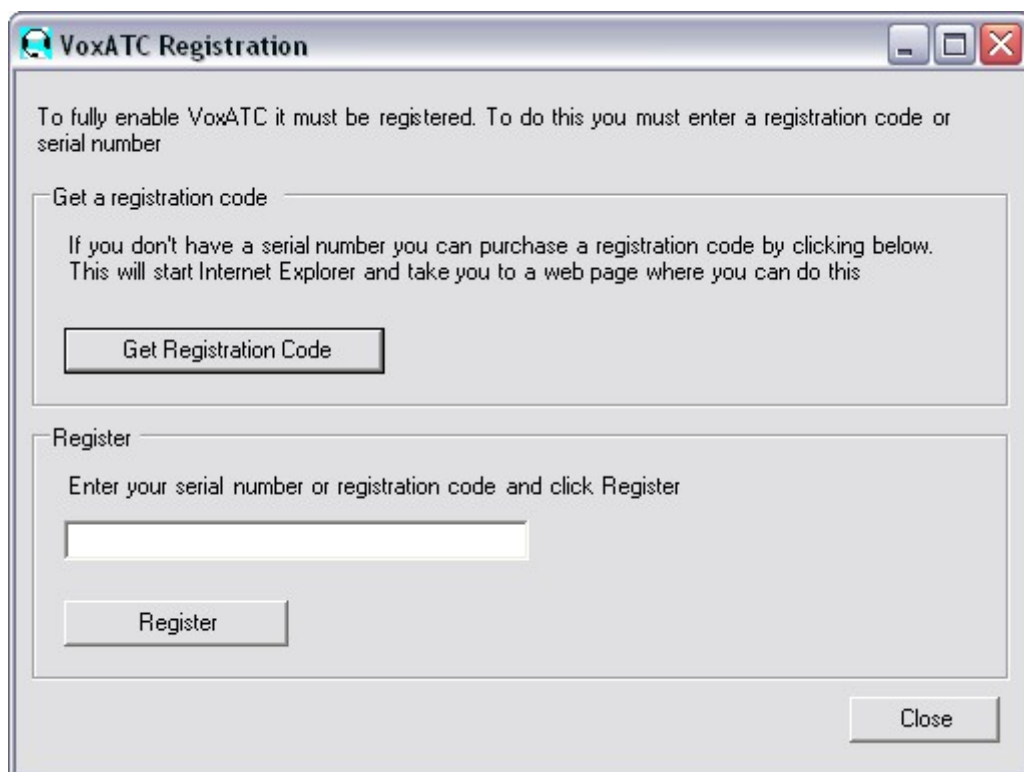 VoxATC Registration
To fully enable VoxATC it must be registered. To do this you must enter a registration code or
serial number
Get a registration code
If you don't have a serial number you can purchase a registration code by clicking below.
This will start Internet Explorer and take you to a web page where you can do this
Get Registration Code
Register
Enter your serial number or registration code and click Register
Register
Close